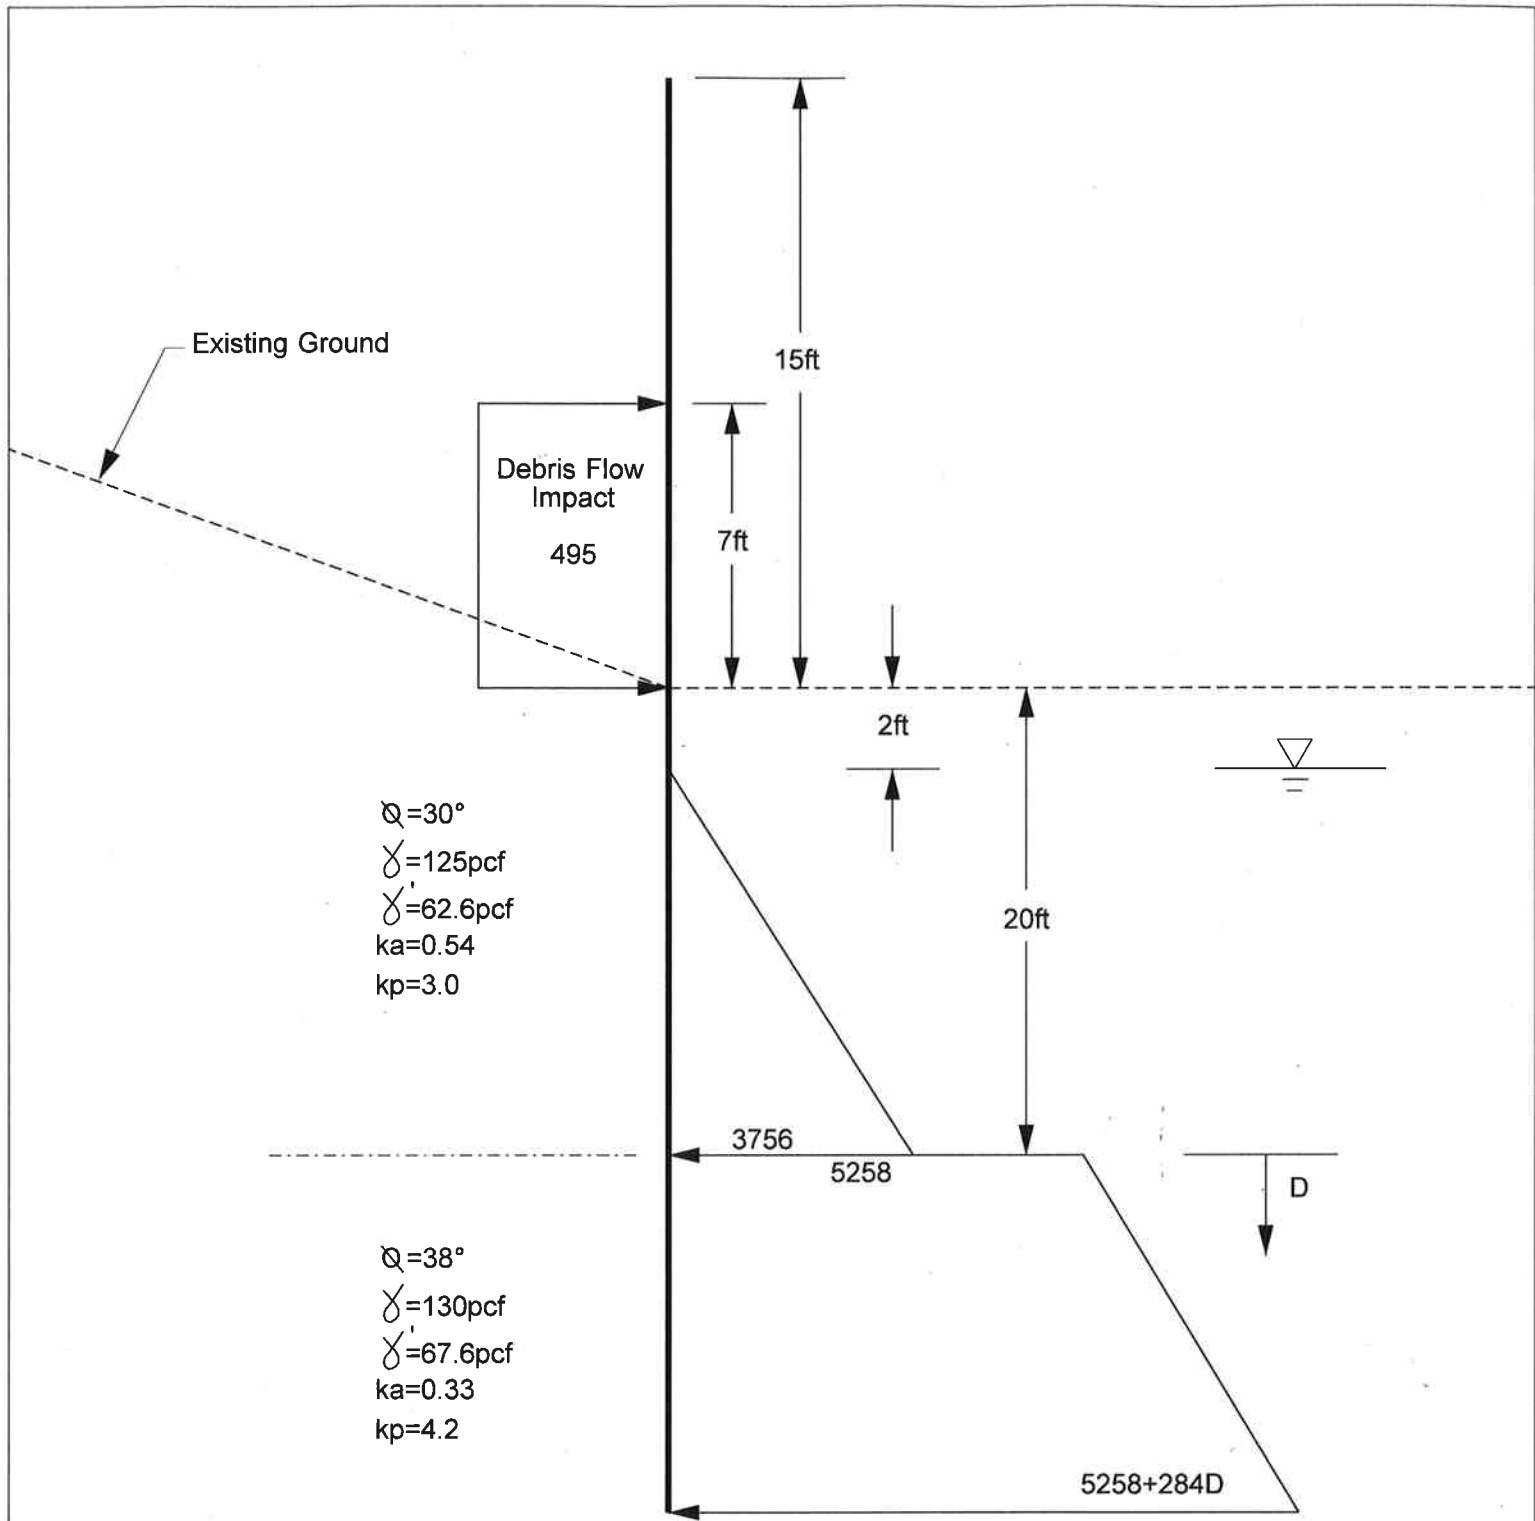 15ft
Existing Ground
Debris Flow
Impact
495
7ft
2ft
Ø=30°
γ=125pcf
γ'=62.6pcf
ka=0.54
kp=3.0
20ft
3756
5258
D
Ø=38°
γ=130pcf
γ'=67.6pcf
ka=0.33
kp=4.2
5258+284D